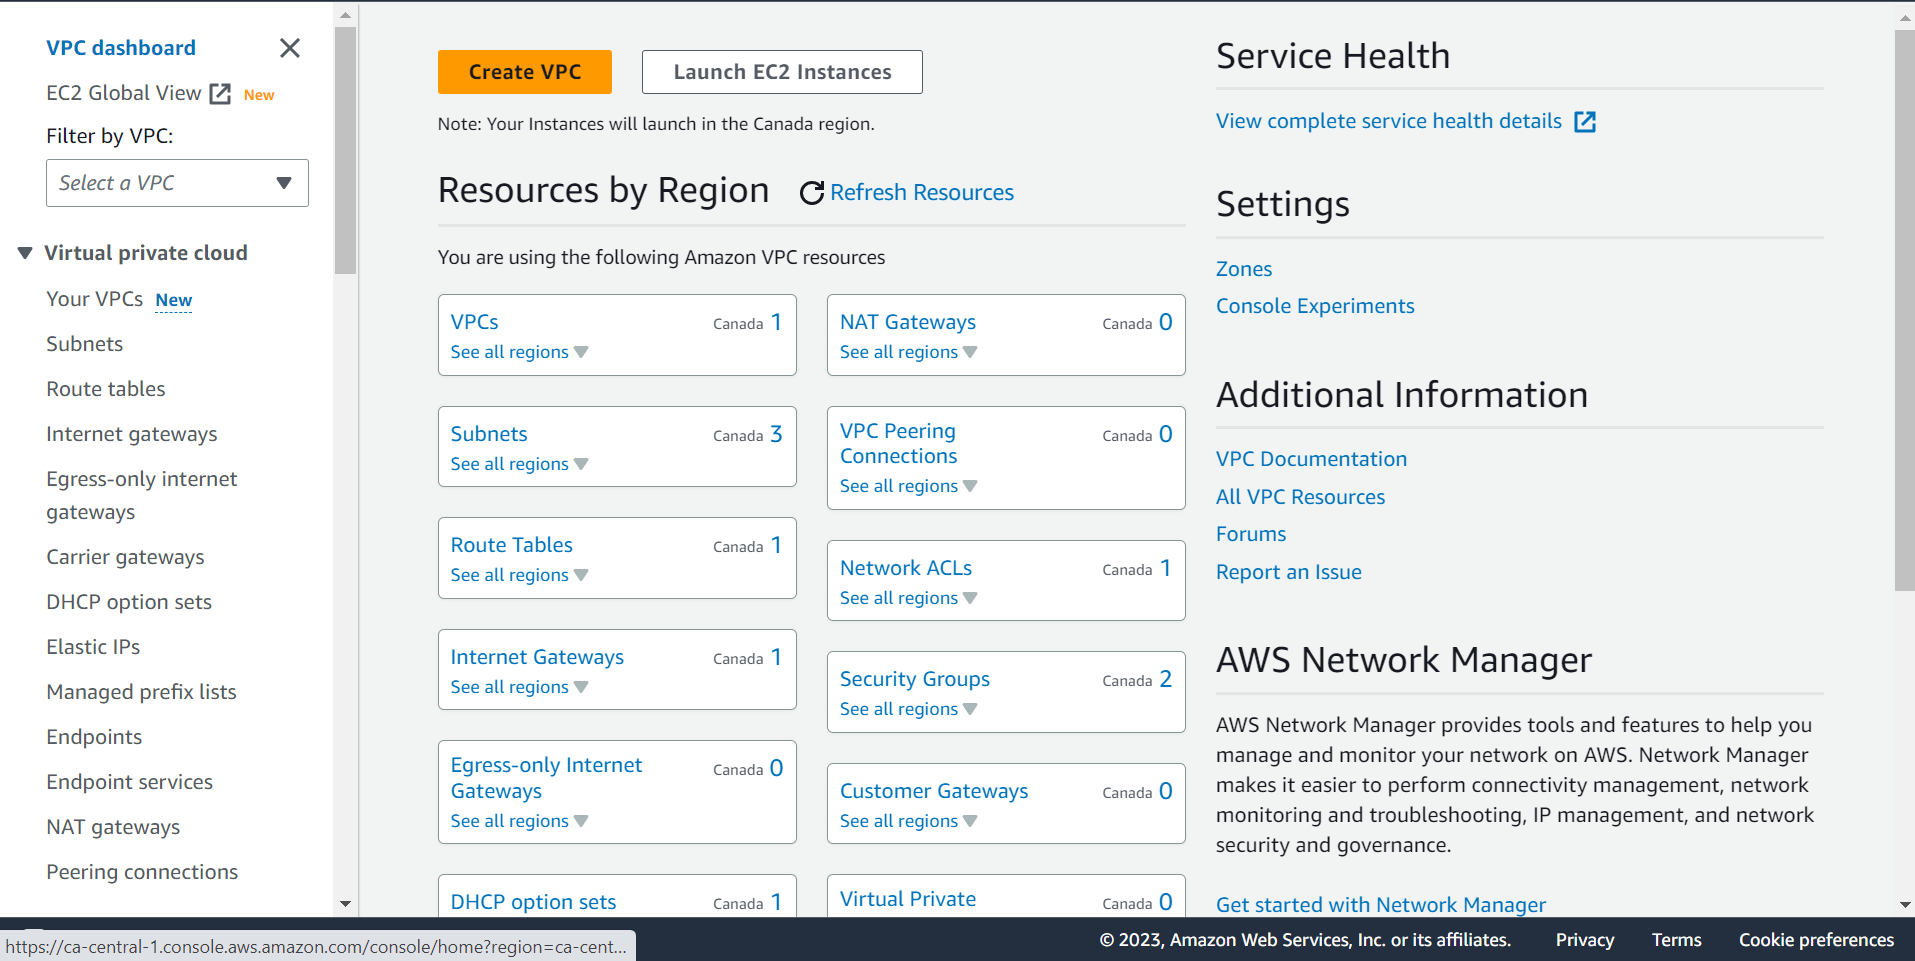 VPC dashboard
EC2 Global View New
Filter by VPC:
Select a VPC
Virtual private cloud
Your VPCs New
Subnets
Route tables
Internet gateways
Egress-only internet
gateways
Carrier gateways
DHCP option sets
Elastic IPs
Managed prefix lists
Endpoints
Endpoint services
NAT gateways
Peering connections
Create VPC
Launch EC2 Instances
Note: Your Instances will launch in the Canada region.
Resources by Region
Refresh Resources
You are using the following Amazon VPC resources
VPCs Canada 1
See all regions
Subnets Canada 3
See all regions
Route Tables Canada 1
See all regions
Internet Gateways Canada 1
See all regions
Egress-only Internet
Gateways Canada 0
See all regions
DHCP option sets Canada 1
NAT Gateways Canada 0
See all regions
VPC Peering
Connections Canada 0
See all regions
Network ACLs Canada 1
See all regions
Security Groups Canada 2
See all regions
Customer Gateways Canada 0
See all regions
Virtual Private Canada 0
Service Health
View complete service health details
Settings
Zones
Console Experiments
Additional Information
VPC Documentation
All VPC Resources
Forums
Report an Issue
AWS Network Manager
AWS Network Manager provides tools and features to help you
manage and monitor your network on AWS. Network Manager
makes it easier to perform connectivity management, network
monitoring and troubleshooting, IP management, and network
security and governance.
Get started with Network Manager
https://ca-central-1.console.aws.amazon.com/console/home?region=ca-cent...
© 2023, Amazon Web Services, Inc. or its affiliates. Privacy Terms Cookie preferences